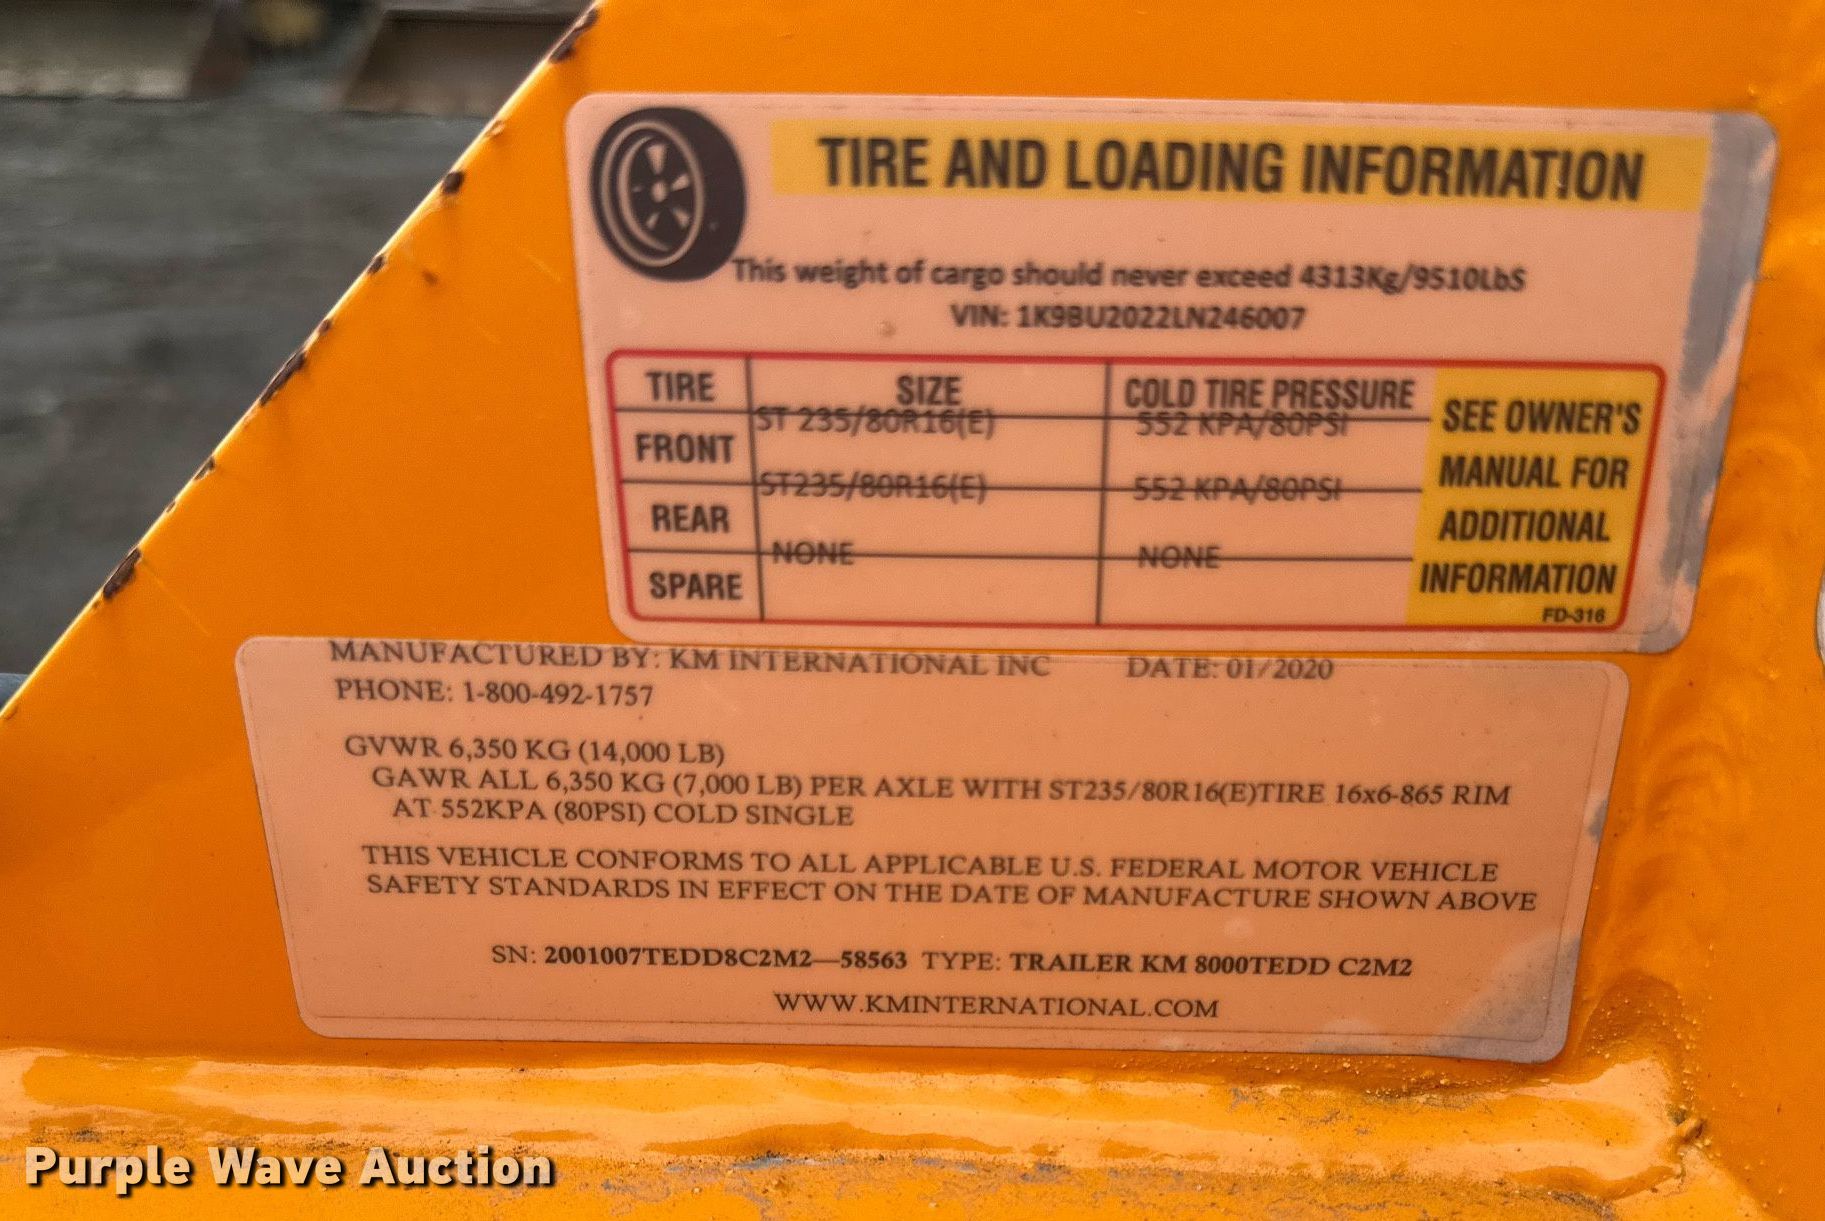 TIRE AND LOADING INFORMATION
This weight of cargo should never exceed 4313Kg/9510LbS
VIN: 1K9BU2022LN246007
TIRE SIZE COLD TIRE PRESSURE
FRONT ST 235/80R16(E) 552 KPA/80PSI
REAR ST235/80R16(E) 552 KPA/80PSI
SPARE NONE NONE
SEE OWNER'S
MANUAL FOR
ADDITIONAL
INFORMATION
FD-316
MANUFACTURED BY: KM INTERNATIONAL INC DATE: 01/2020
PHONE: 1-800-492-1757
GVWR 6,350 KG (14,000 LB)
GAWR ALL 6,350 KG (7,000 LB) PER AXLE WITH ST235/80R16(E)TIRE 16x6-865 RIM
AT 552KPA (80PSI) COLD SINGLE
THIS VEHICLE CONFORMS TO ALL APPLICABLE U.S. FEDERAL MOTOR VEHICLE
SAFETY STANDARDS IN EFFECT ON THE DATE OF MANUFACTURE SHOWN ABOVE
SN: 2001007TEDD8C2M2—58563 TYPE: TRAILER KM 8000TEDD C2M2
WWW.KMINTERNATIONAL.COM
Purple Wave Auction